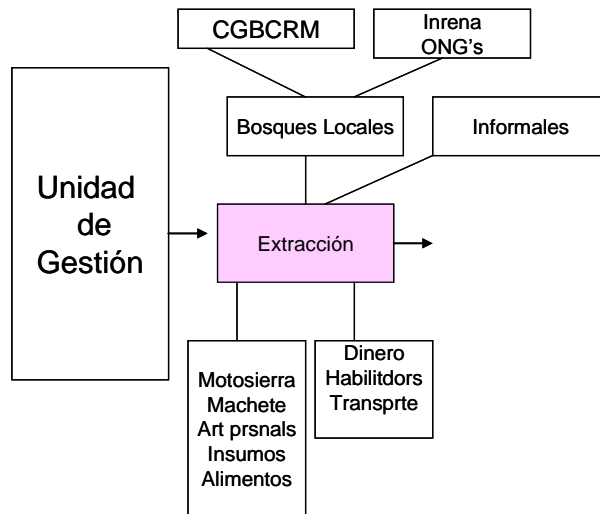 CGBCRM
Inrena
ONG's
Bosques Locales
Informales
Unidad
de
Gestión
Extracción
Motosierra
Machete
Art prsnals
Insumos
Alimentos
Dinero
Habilitdors
Transprte